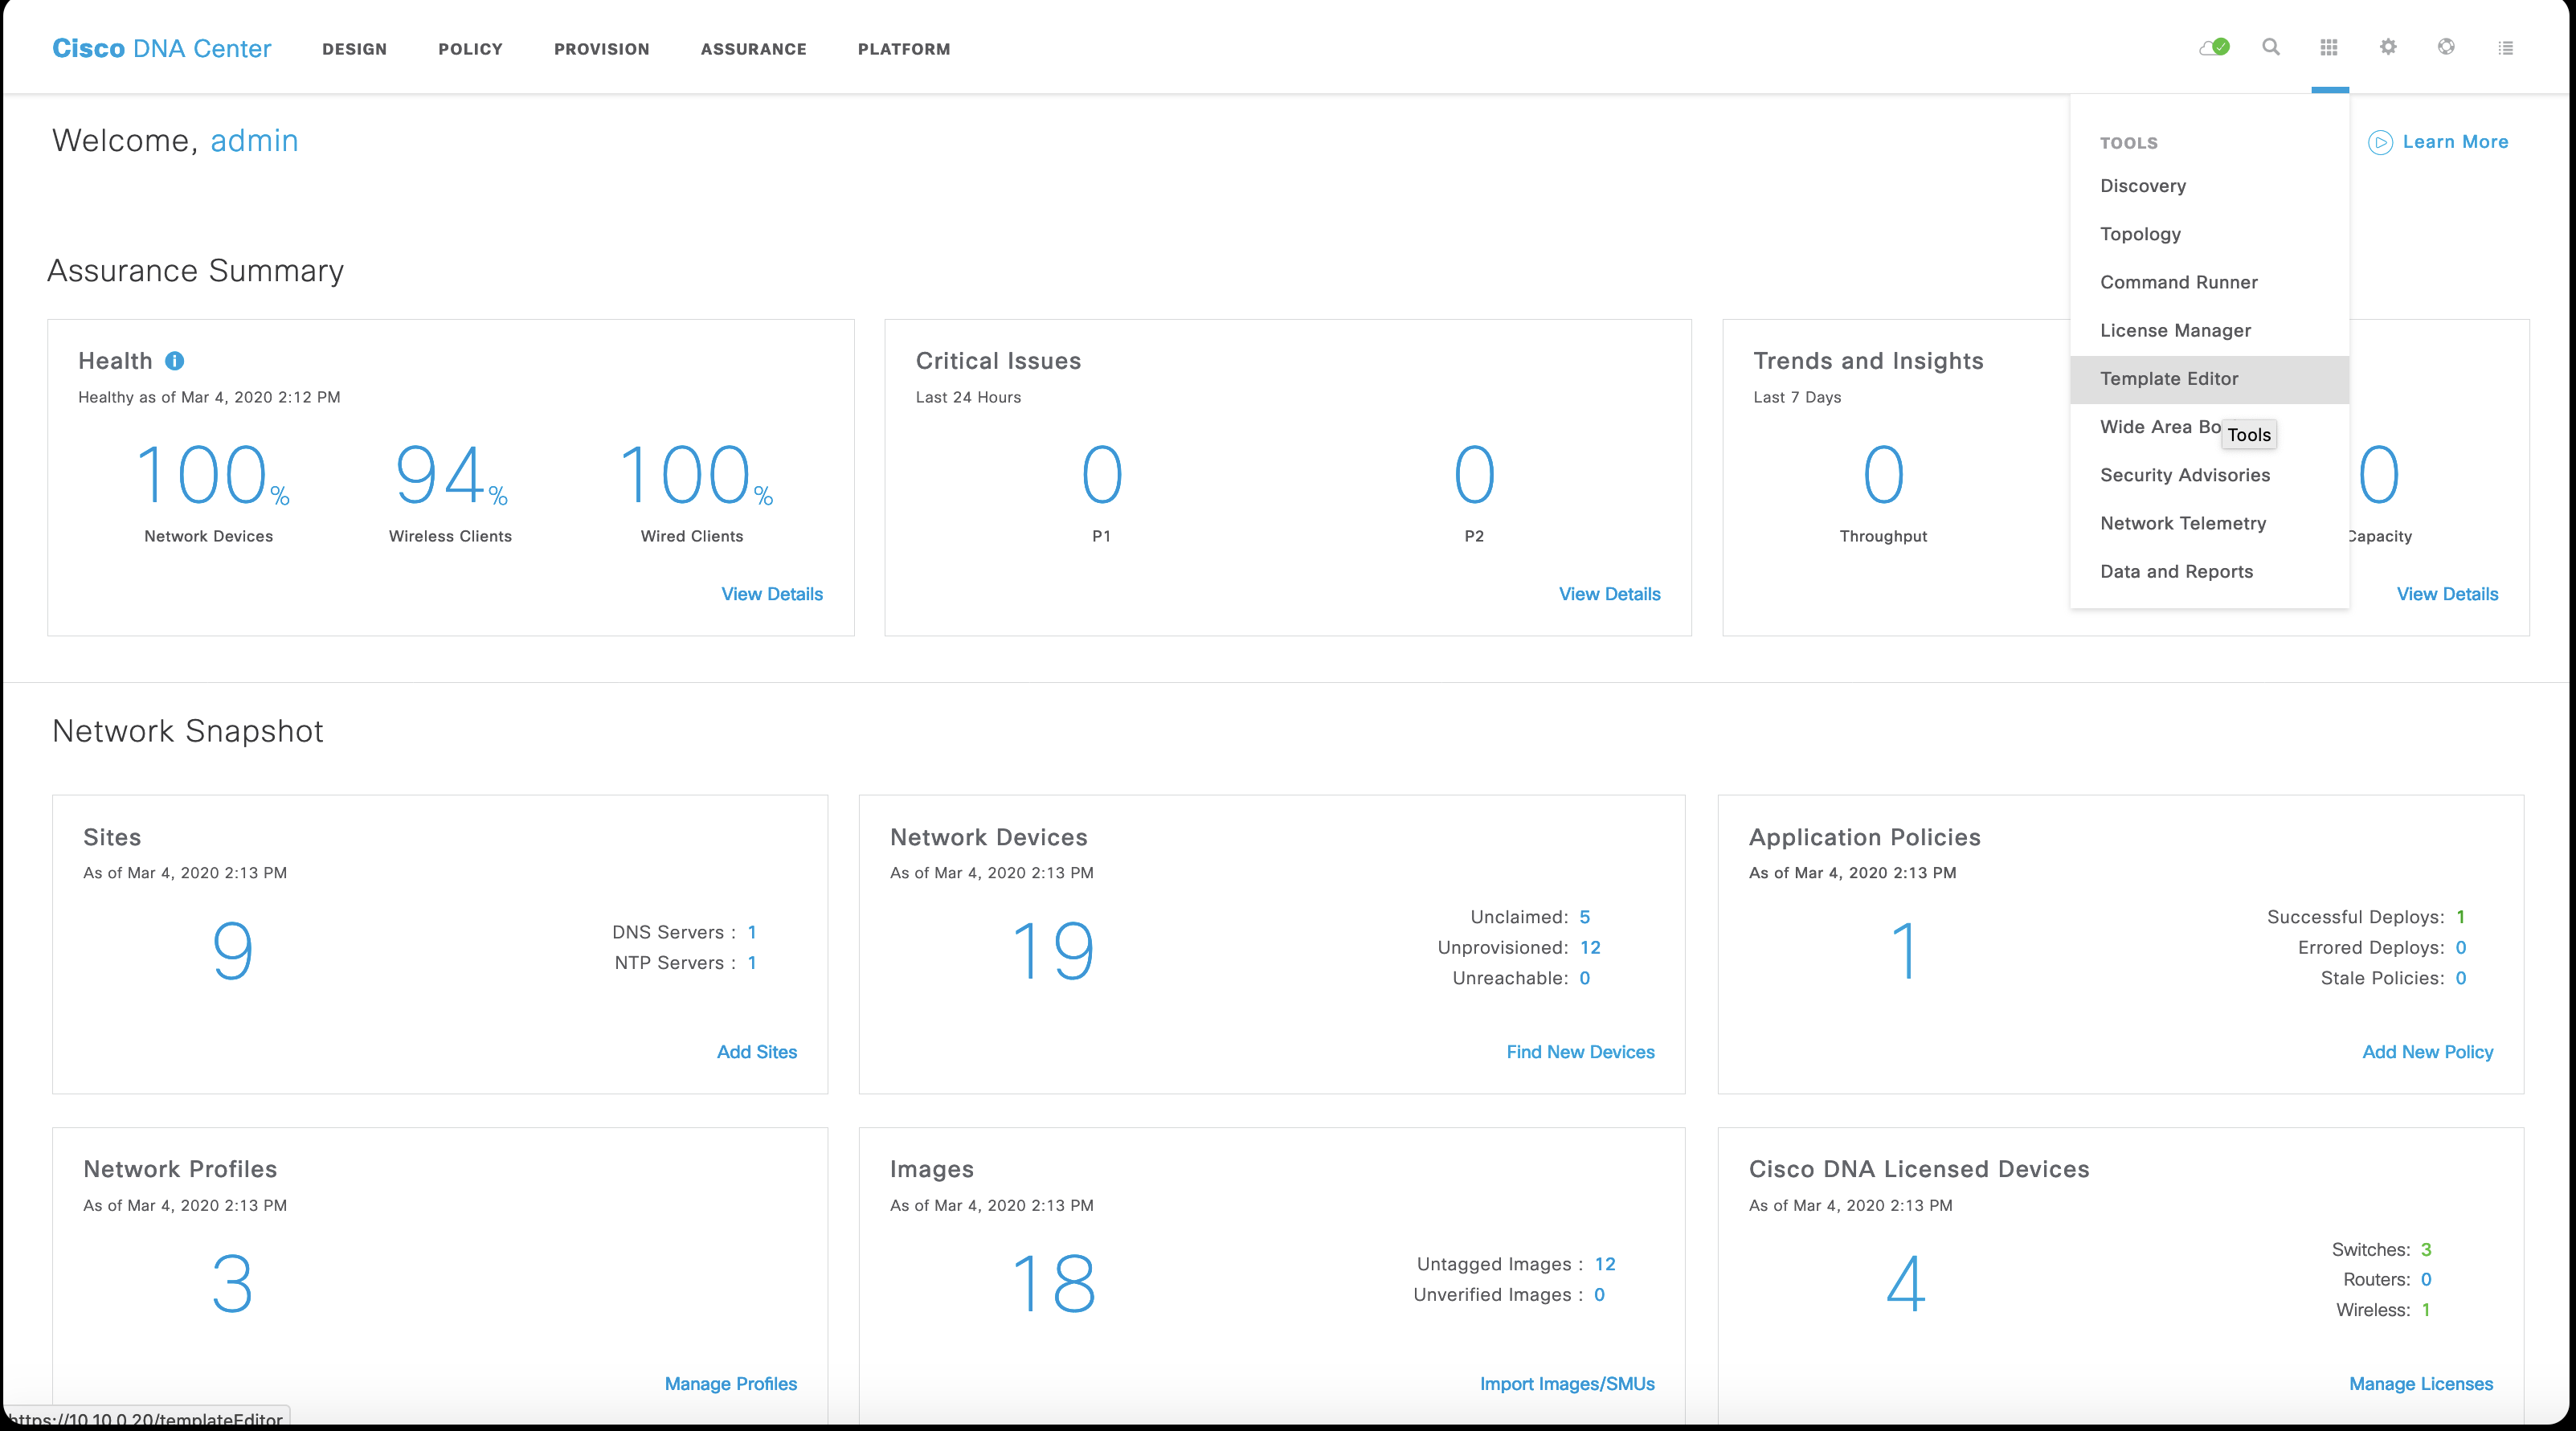 Cisco DNA Center DESIGN POLICY PROVISION ASSURANCE PLATFORM
Welcome, admin
Learn More
TOOLS
Discovery
Topology
Command Runner
License Manager
Template Editor
Wide Area Bo
Tools
Security Advisories
Network Telemetry
Data and Reports
Assurance Summary
Health
Healthy as of Mar 4, 2020 2:12 PM
100% 94% 100%
Network Devices Wireless Clients Wired Clients
View Details
Critical Issues
Last 24 Hours
0 0
P1 P2
View Details
Trends and Insights
Last 7 Days
0 0
Throughput Capacity
View Details
Network Snapshot
Sites
As of Mar 4, 2020 2:13 PM
9
DNS Servers : 1
NTP Servers : 1
Add Sites
Network Devices
As of Mar 4, 2020 2:13 PM
19
Unclaimed: 5
Unprovisioned: 12
Unreachable: 0
Find New Devices
Application Policies
As of Mar 4, 2020 2:13 PM
1
Successful Deploys: 1
Errored Deploys: 0
Stale Policies: 0
Add New Policy
Network Profiles
As of Mar 4, 2020 2:13 PM
3
Manage Profiles
Images
As of Mar 4, 2020 2:13 PM
18
Untagged Images : 12
Unverified Images : 0
Import Images/SMUs
Cisco DNA Licensed Devices
As of Mar 4, 2020 2:13 PM
4
Switches: 3
Routers: 0
Wireless: 1
Manage Licenses
https://10.10.0.20/templateEditor